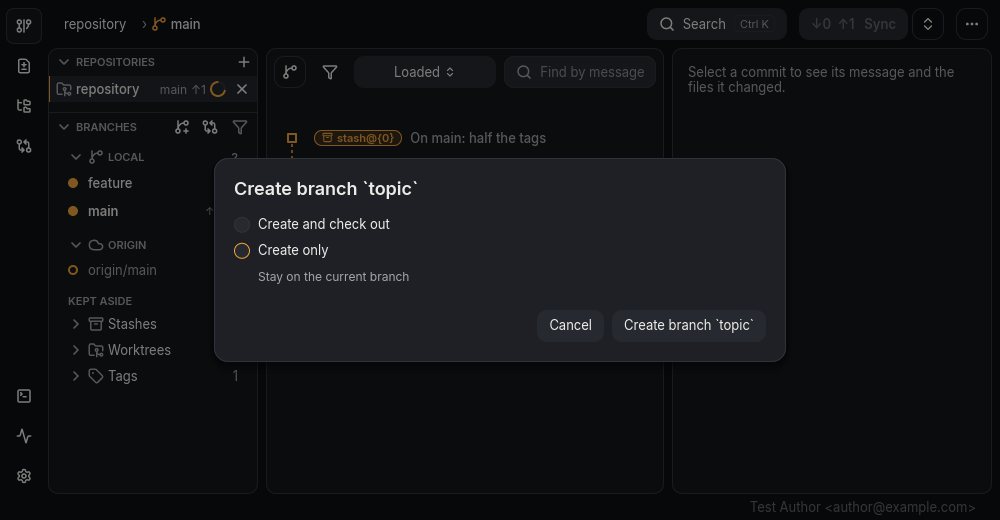 repository › main
Search Ctrl K
↓0 ↑1 Sync
REPOSITORIES
repository main ↑1
BRANCHES
LOCAL 2
feature
main ↑
ORIGIN
origin/main
KEPT ASIDE
Stashes
Worktrees
Tags 1
Loaded
Find by message
stash@{0} On main: half the tags
Select a commit to see its message and the
files it changed.
Create branch `topic`
Create and check out
Create only
Stay on the current branch
Cancel
Create branch `topic`
Test Author <author@example.com>